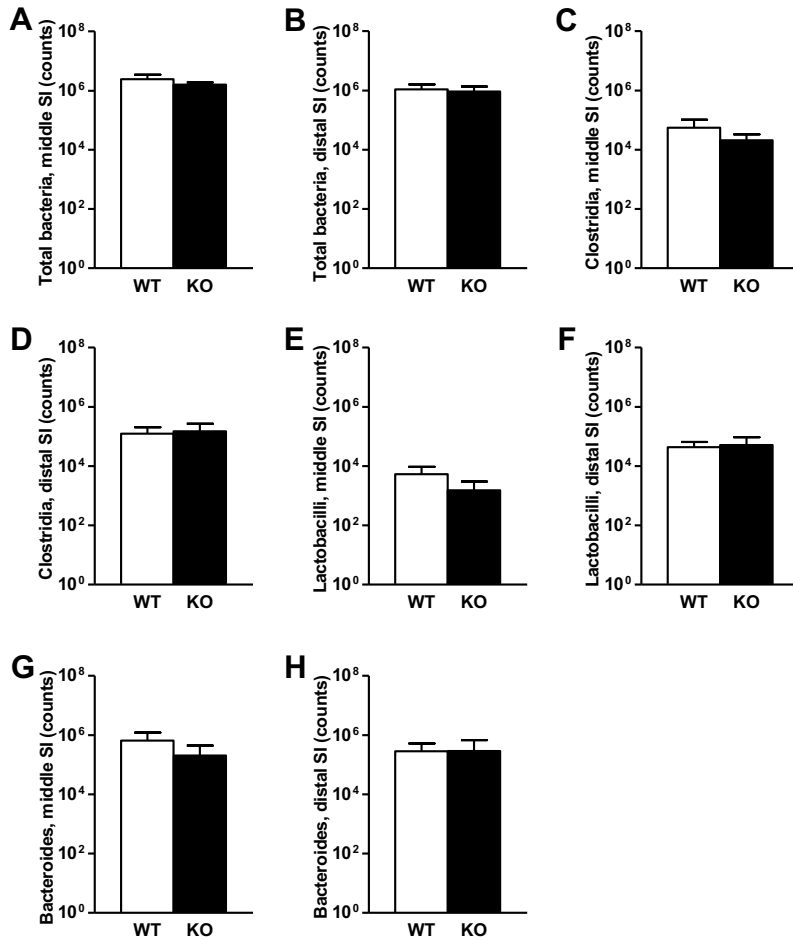 A
Total bacteria, middle SI (counts)
10^8
10^6
10^4
10^2
10^0
WT KO
B
Total bacteria, distal SI (counts)
10^8
10^6
10^4
10^2
10^0
WT KO
C
Clostridia, middle SI (counts)
10^8
10^6
10^4
10^2
10^0
WT KO
D
Clostridia, distal SI (counts)
10^8
10^6
10^4
10^2
10^0
WT KO
E
Lactobacilli, middle SI (counts)
10^8
10^6
10^4
10^2
10^0
WT KO
F
Lactobacilli, distal SI (counts)
10^8
10^6
10^4
10^2
10^0
WT KO
G
Bacteroides, middle SI (counts)
10^8
10^6
10^4
10^2
10^0
WT KO
H
Bacteroides, distal SI (counts)
10^8
10^6
10^4
10^2
10^0
WT KO